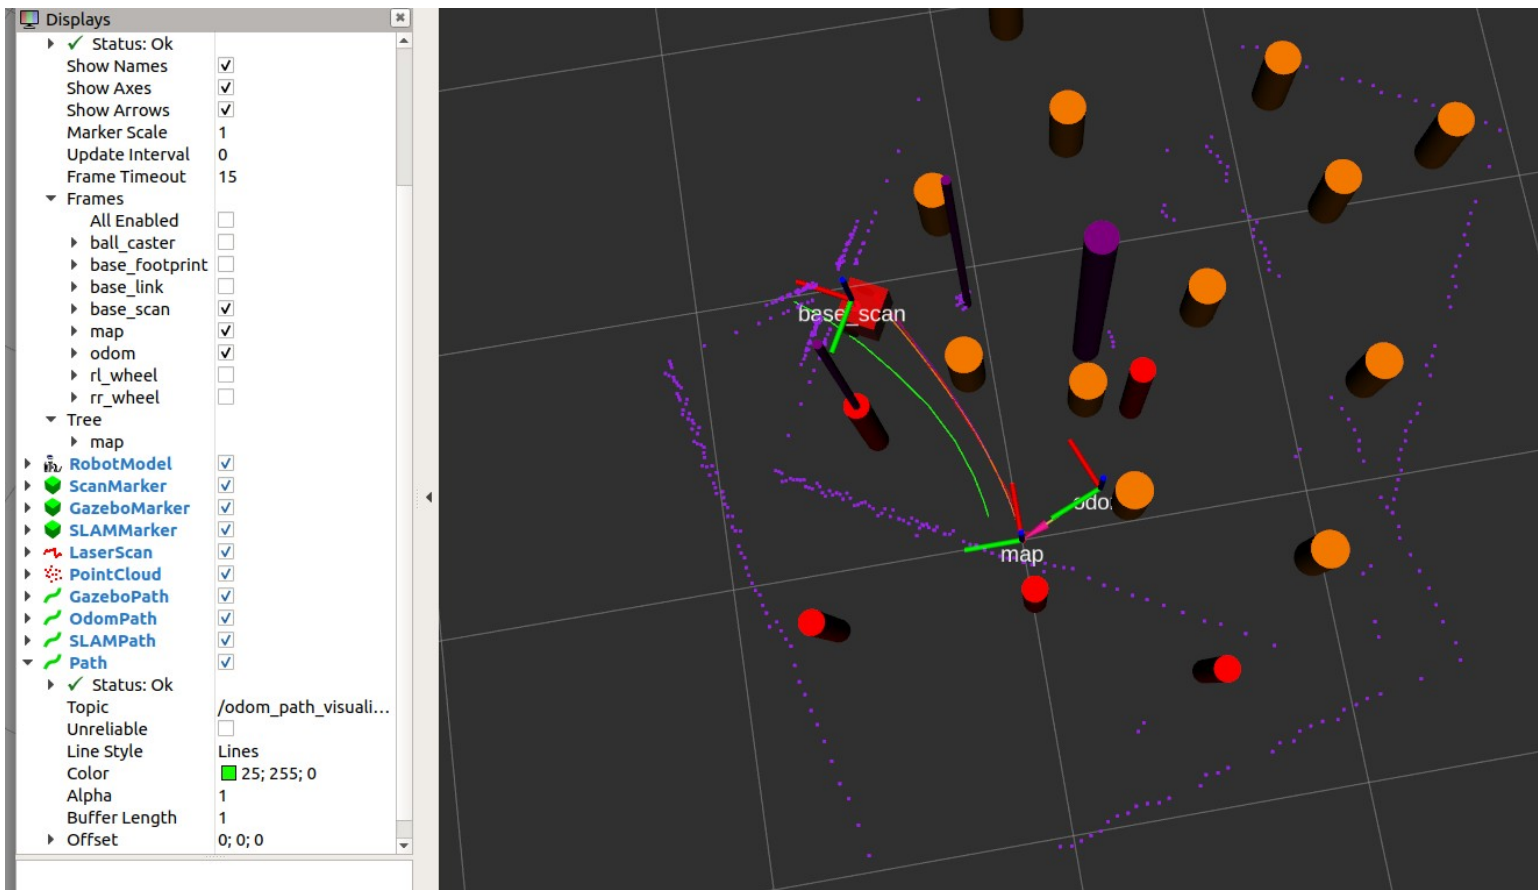 Displays
Status: Ok
Show Names
Show Axes
Show Arrows
Marker Scale 1
Update Interval 0
Frame Timeout 15
Frames
All Enabled
ball_caster
base_footprint
base_link
base_scan
map
odom
rl_wheel
rr_wheel
Tree
map
RobotModel
ScanMarker
GazeboMarker
SLAMMarker
LaserScan
PointCloud
GazeboPath
OdomPath
SLAMPath
Path
Status: Ok
Topic /odom_path_visuali...
Unreliable
Line Style Lines
Color 25; 255; 0
Alpha 1
Buffer Length 1
Offset 0; 0; 0
base_scan
odo
map